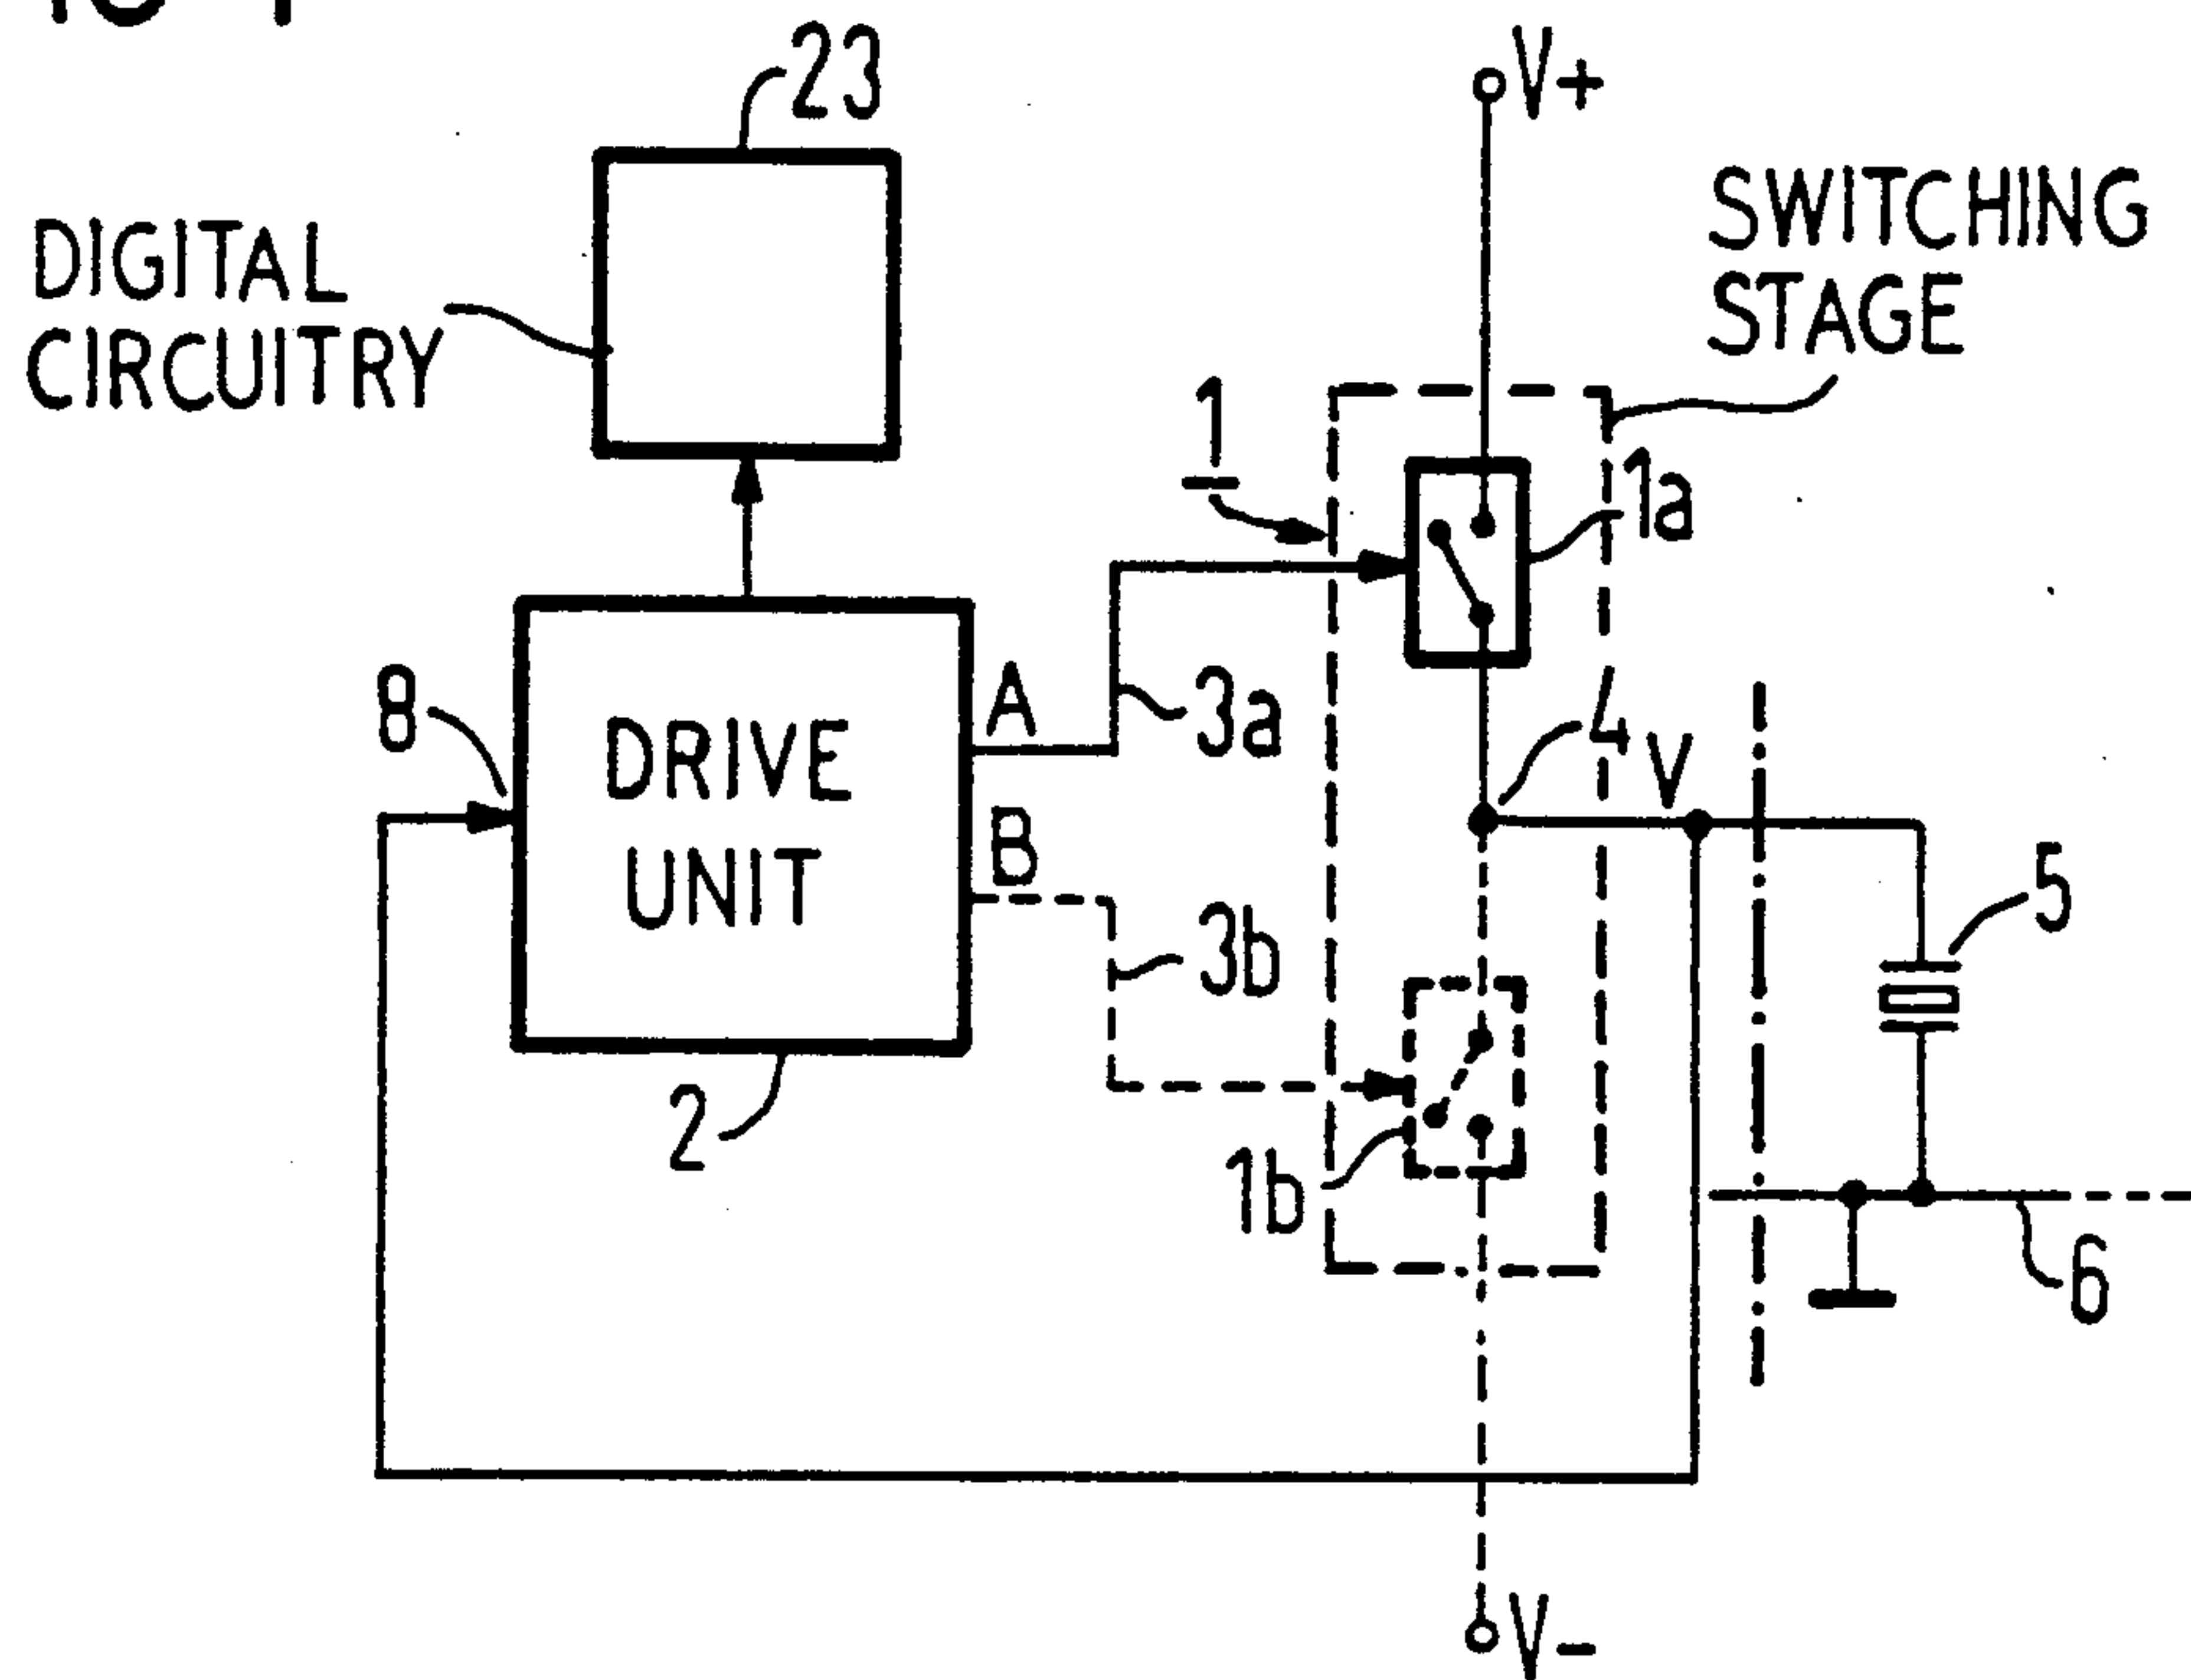 23
V+
DIGITAL
CIRCUITRY
SWITCHING
STAGE
1
1a
8
DRIVE
UNIT
A
3a
4
V
B
3b
5
2
1b
6
V-